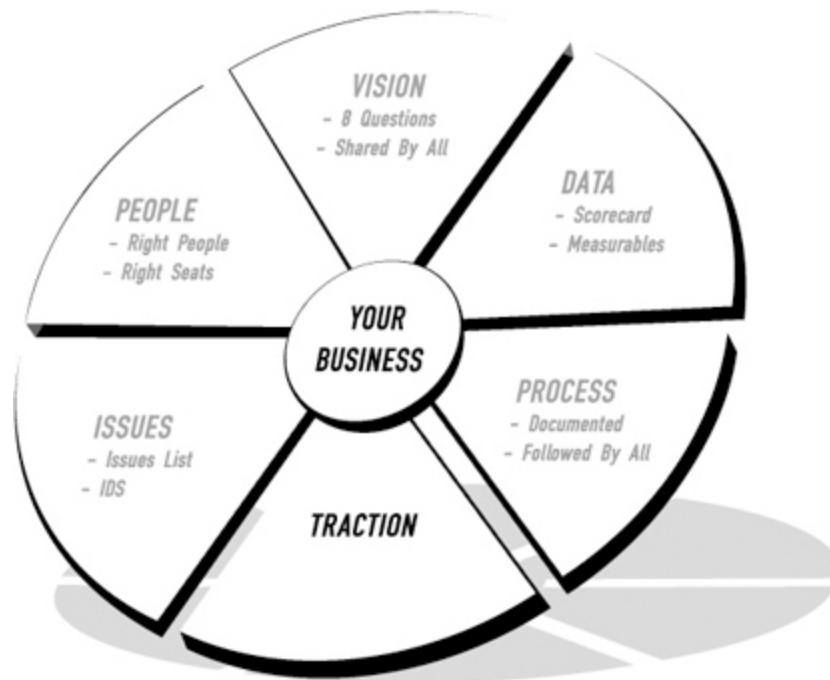 VISION
- 8 Questions
- Shared By All
DATA
- Scorecard
- Measurables
PEOPLE
- Right People
- Right Seats
YOUR
BUSINESS
PROCESS
- Documented
- Followed By All
ISSUES
- Issues List
- IDS
TRACTION